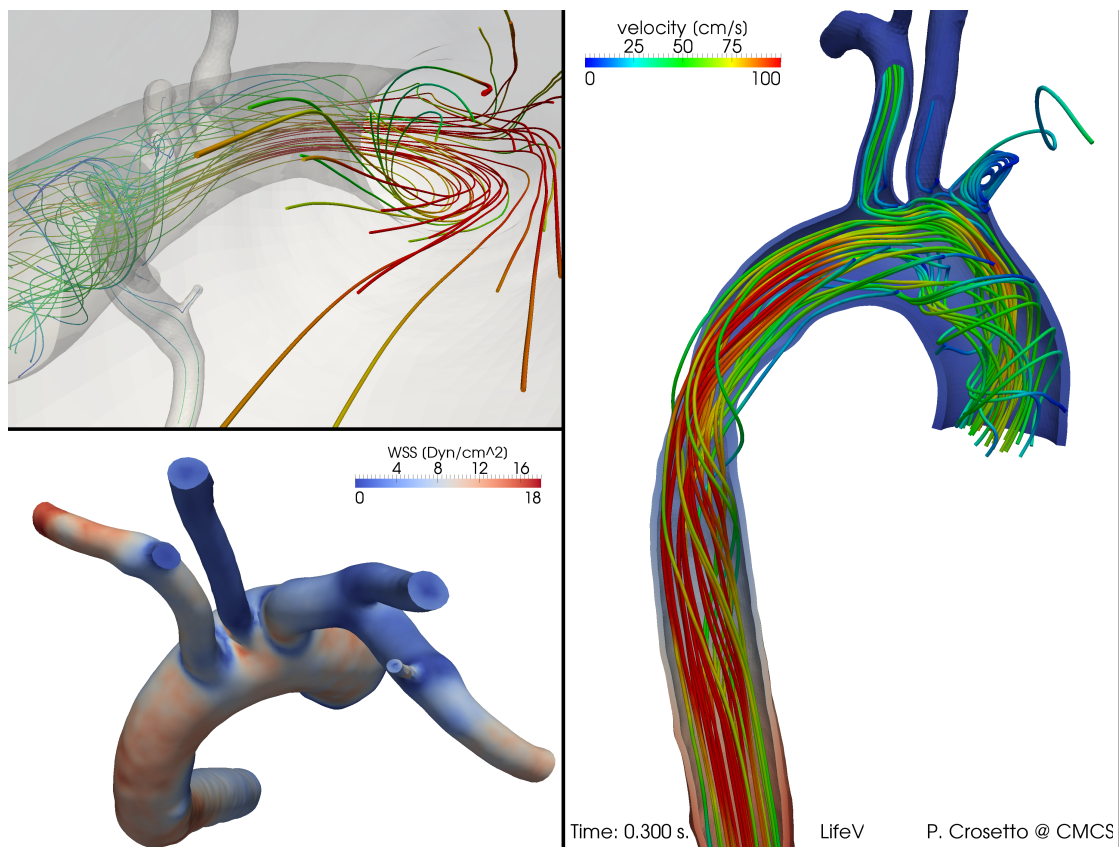 velocity (cm/s)
25 50 75
0 100
WSS (Dyn/cm^2)
4 8 12 16
0 18
Time: 0.300 s.
LifeV
P. Crosetto @ CMCS